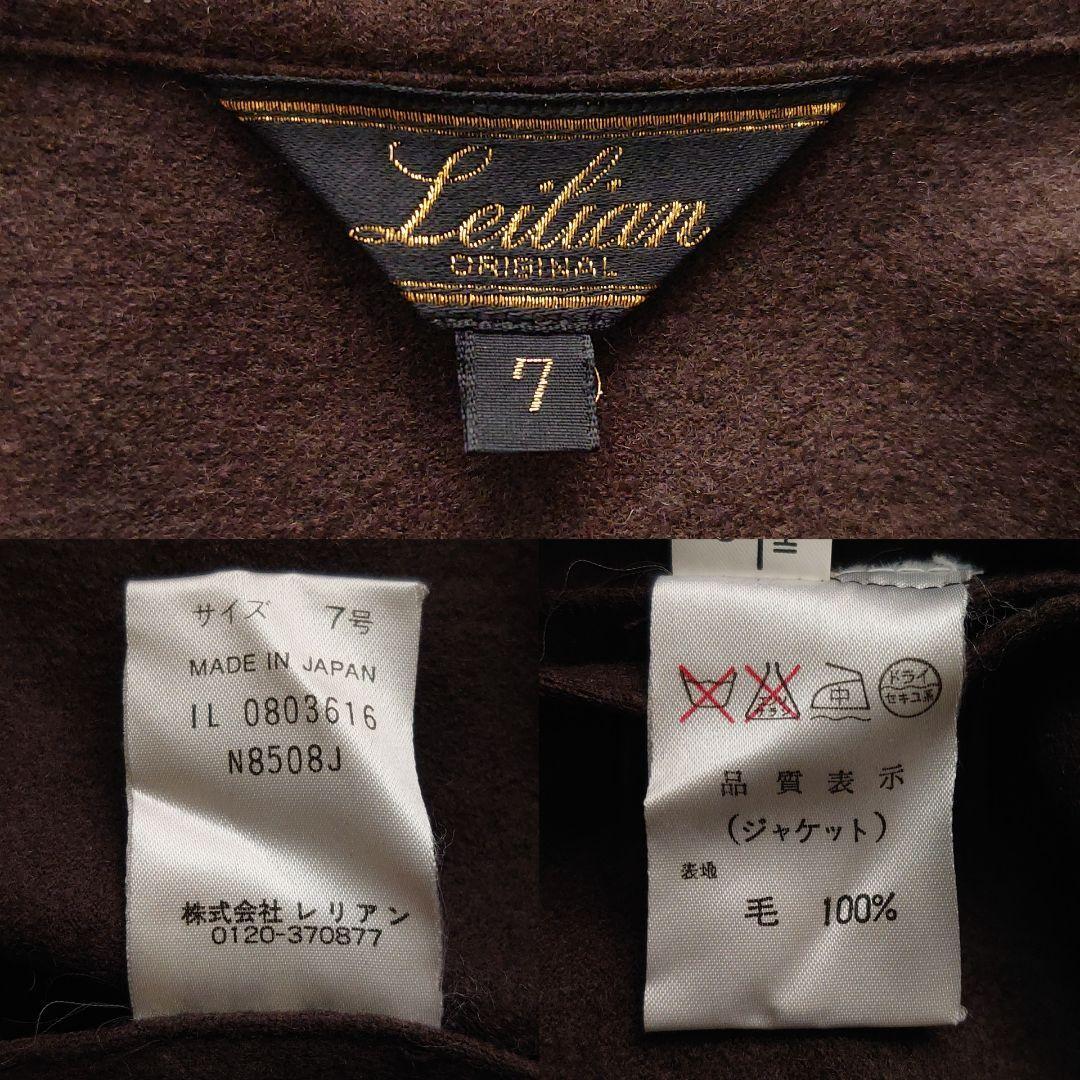 Leilian
ORIGINAL
7
サイズ 7号
MADE IN JAPAN
IL 0803616
N8508J
株式会社 レリアン
0120-370877
中
ドライ
セキユ系
品質表示
(ジャケット)
表地
毛 100%